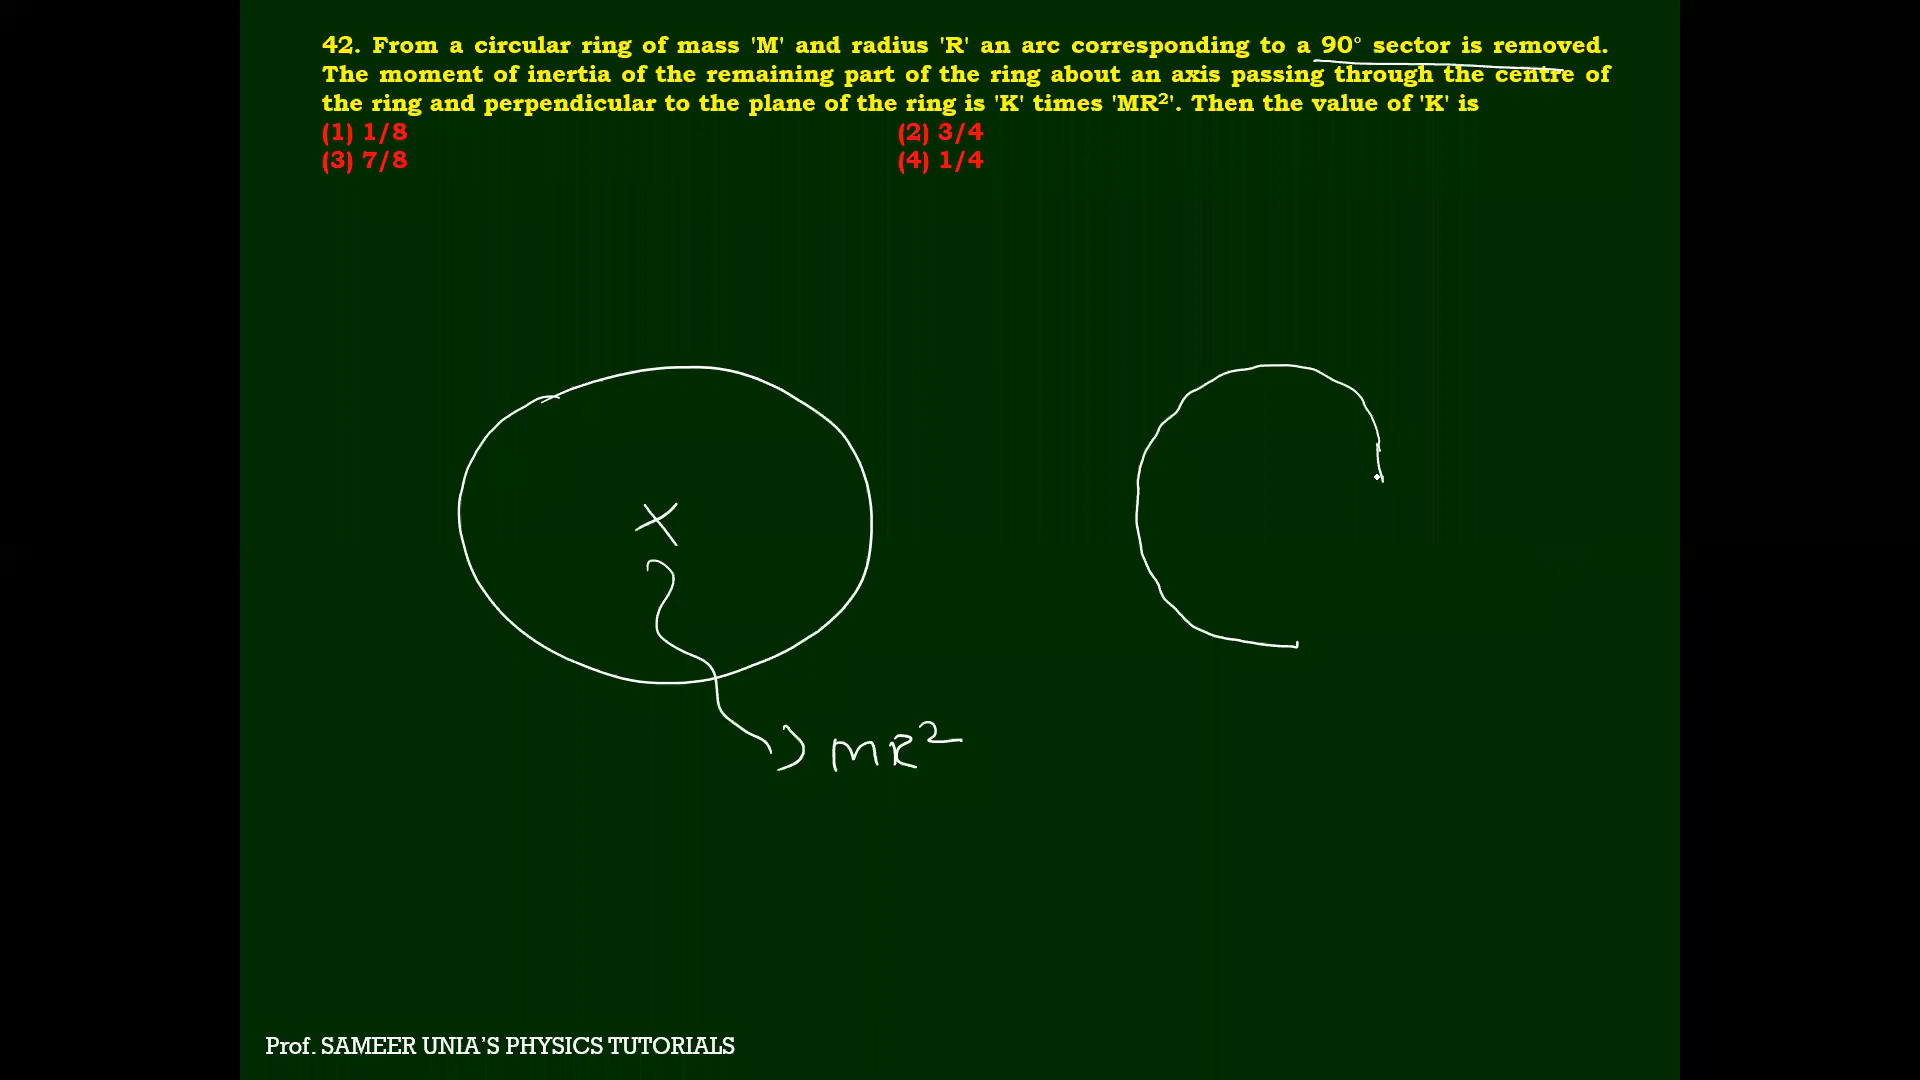 42. From a circular ring of mass 'M' and radius 'R' an arc corresponding to a 90° sector is removed.
The moment of inertia of the remaining part of the ring about an axis passing through the centre of
the ring and perpendicular to the plane of the ring is 'K' times 'MR²'. Then the value of 'K' is
(1) 1/8 (2) 3/4
(3) 7/8 (4) 1/4
MR²
Prof. SAMEER UNIA'S PHYSICS TUTORIALS